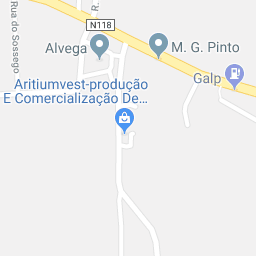 Rua do Sossego
R.
N118
Alvega
M. G. Pinto
Galp
Aritiumvest-produção
E Comercialização De...